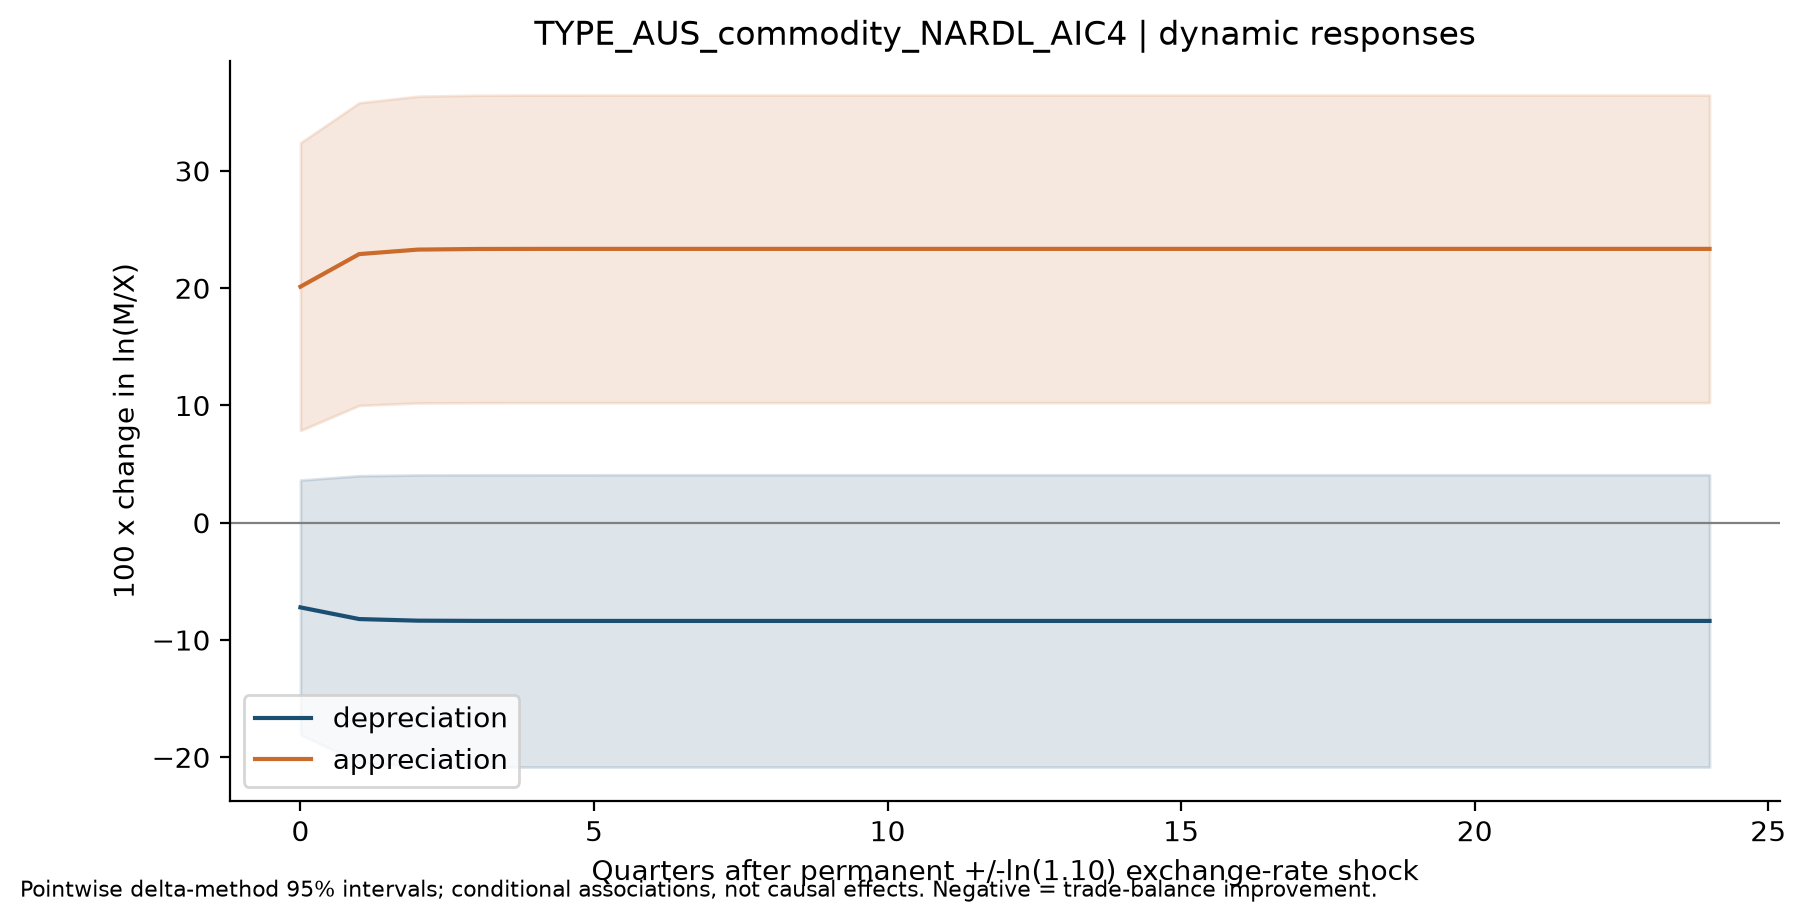 TYPE_AUS_commodity_NARDL_AIC4 | dynamic responses
100 x change in ln(M/X)
30
20
10
0
−10
−20
depreciation
appreciation
0 5 10 15 20 25
Quarters after permanent +/-ln(1.10) exchange-rate shock
Pointwise delta-method 95% intervals; conditional associations, not causal effects. Negative = trade-balance improvement.